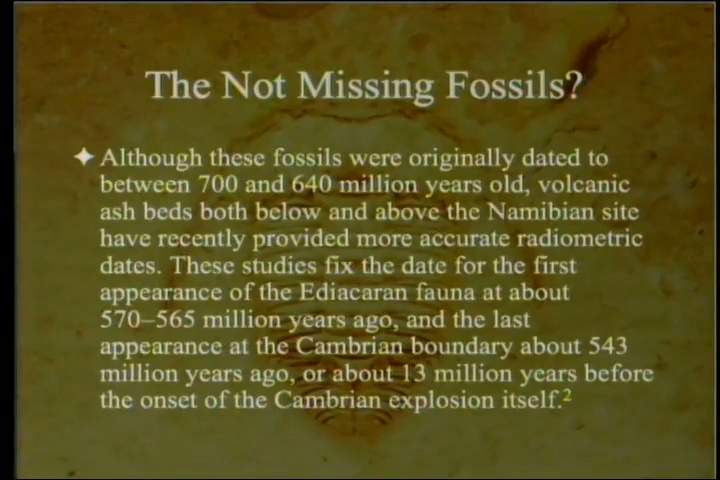 The Not Missing Fossils?
Although these fossils were originally dated to
between 700 and 640 million years old, volcanic
ash beds both below and above the Namibian site
have recently provided more accurate radiometric
dates. These studies fix the date for the first
appearance of the Ediacaran fauna at about
570–565 million years ago, and the last
appearance at the Cambrian boundary about 543
million years ago, or about 13 million years before
the onset of the Cambrian explosion itself.²